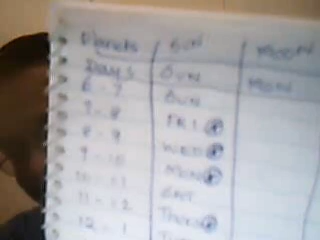 Planets SUN MOON
Days SUN MON
6 - 7 SUN
7 - 8 FRI
8 - 9 WED
9 - 10 MON
10 - 11 SAT
11 - 12 THU
12 - 1